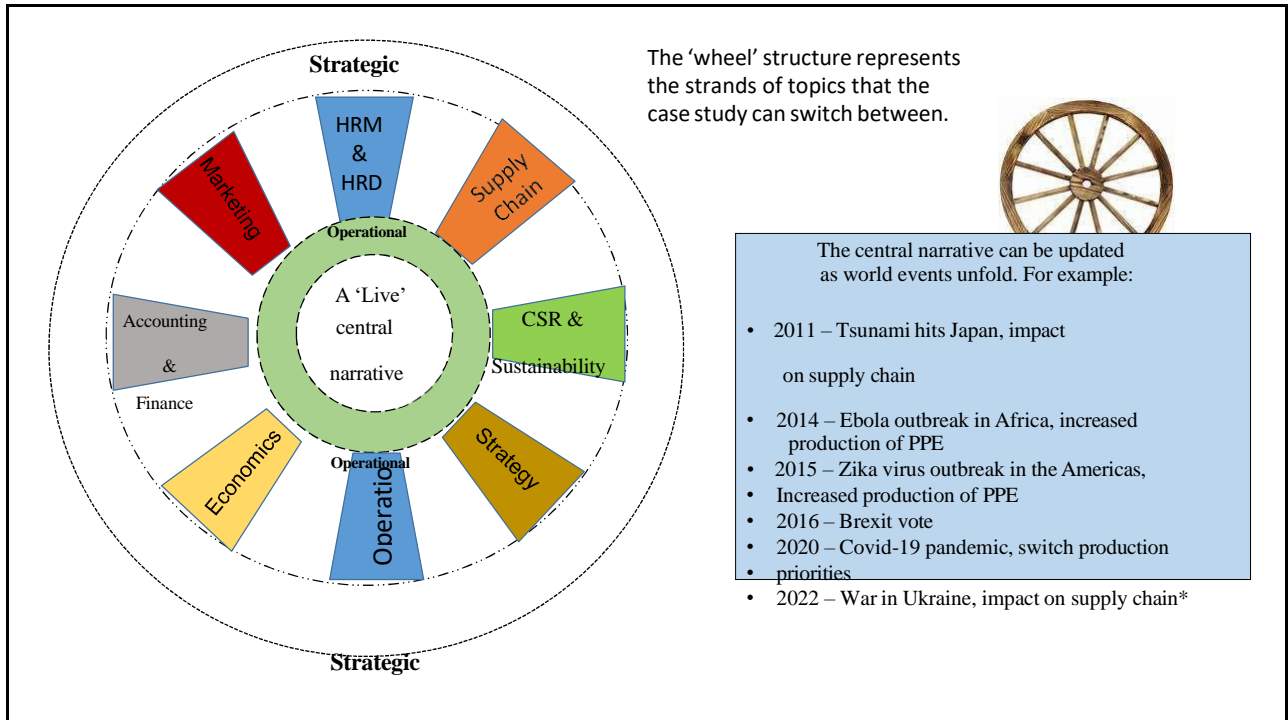 Strategic
The ‘wheel’ structure represents
the strands of topics that the
case study can switch between.
HRM
&
HRD
Supply
Chain
Marketing
Operational
A ‘Live’
central
narrative
Accounting
&
Finance
CSR &
Sustainability
Economics
Strategy
Operational
Operatio
Strategic
The central narrative can be updated
as world events unfold. For example:
• 2011 – Tsunami hits Japan, impact
on supply chain
• 2014 – Ebola outbreak in Africa, increased
production of PPE
• 2015 – Zika virus outbreak in the Americas,
• Increased production of PPE
• 2016 – Brexit vote
• 2020 – Covid-19 pandemic, switch production
• priorities
• 2022 – War in Ukraine, impact on supply chain*